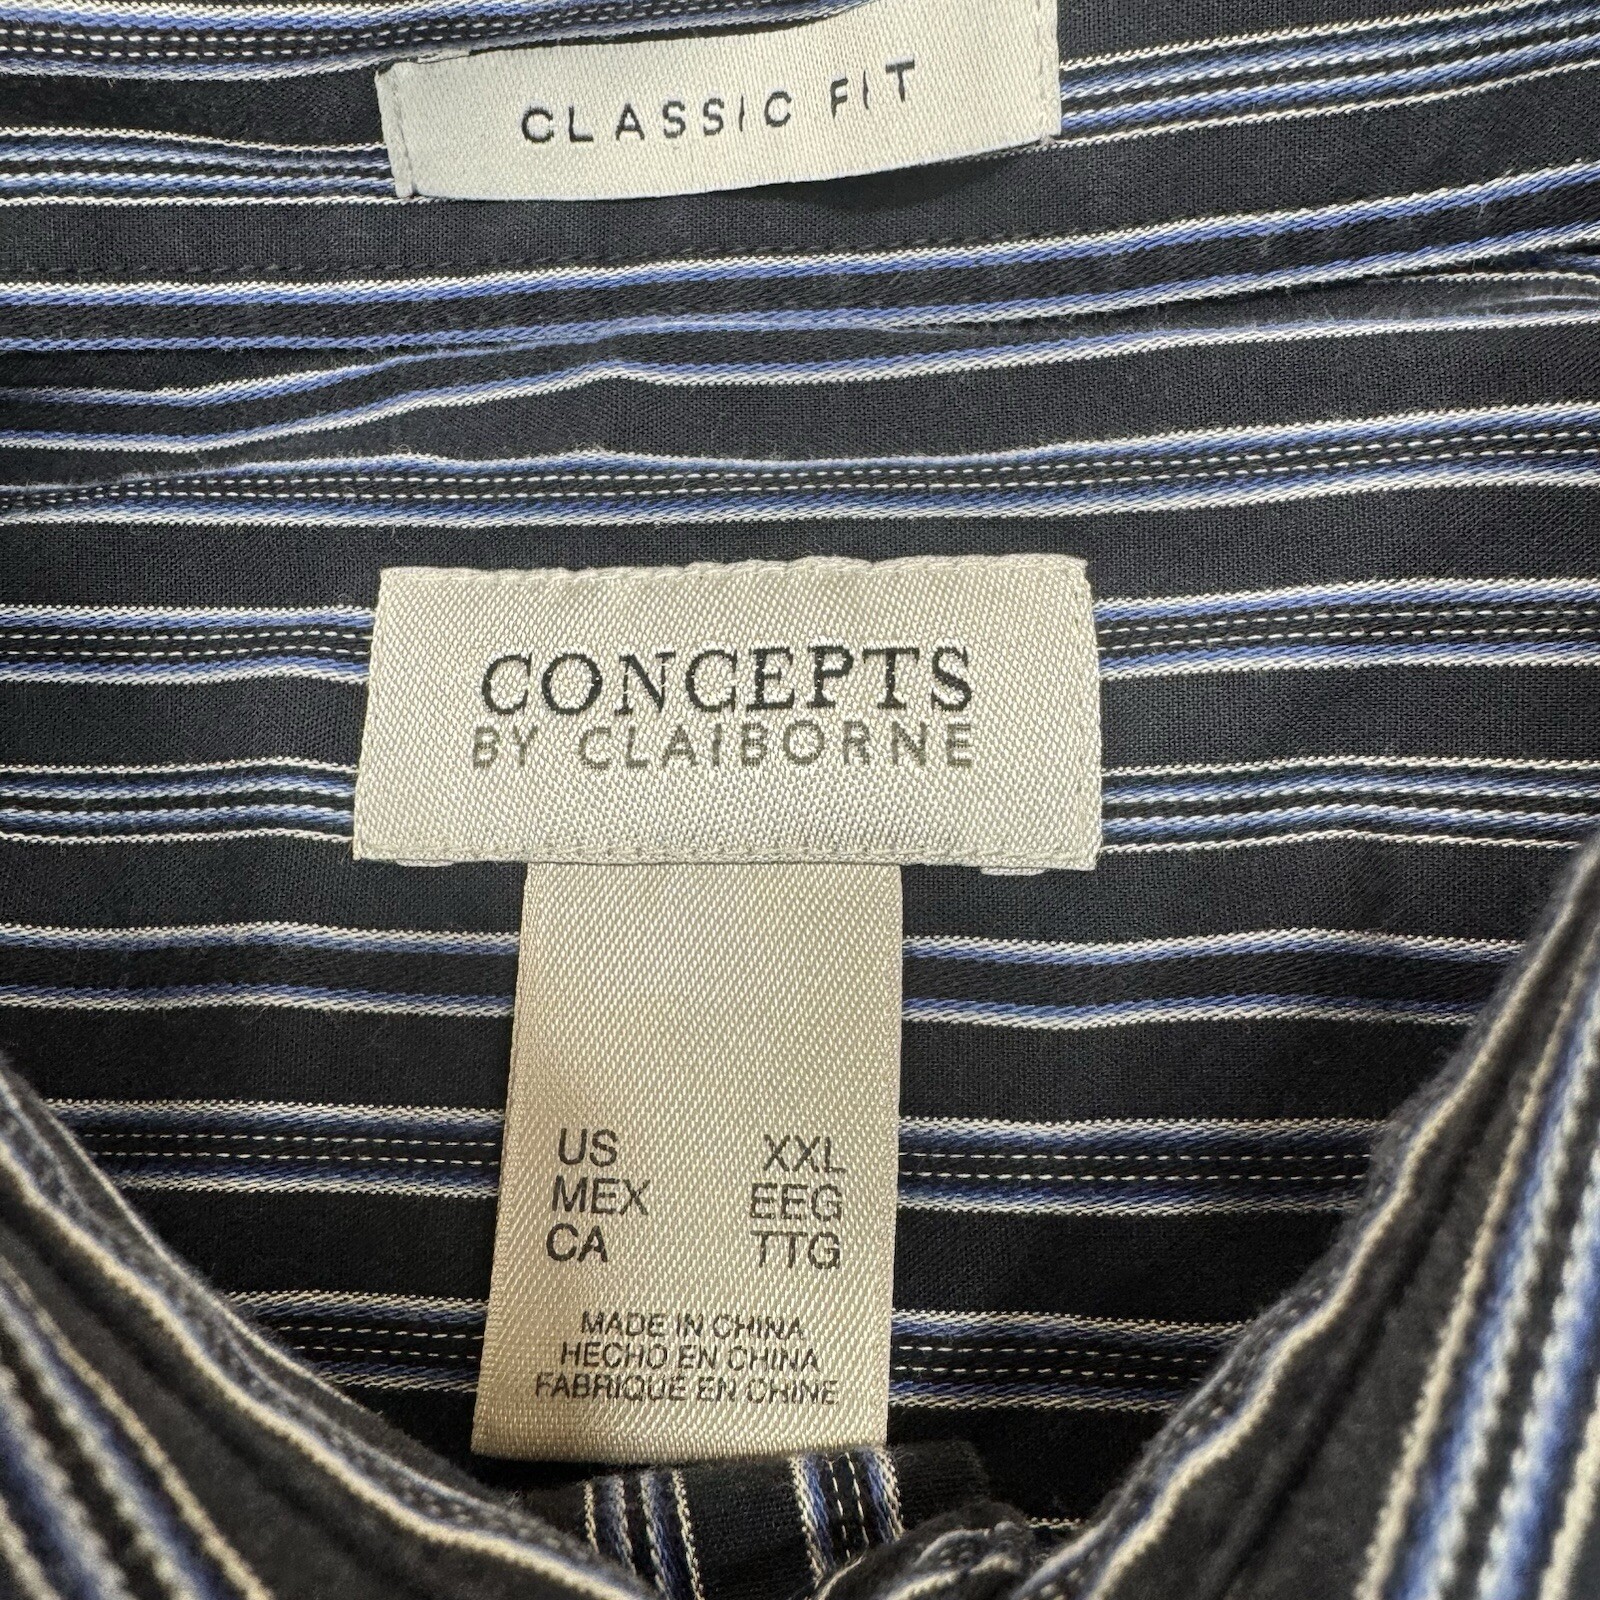 CLASSIC FIT
CONCEPTS
BY CLAIBORNE
US XXL
MEX EEG
CA TTG
MADE IN CHINA
HECHO EN CHINA
FABRIQUE EN CHINE